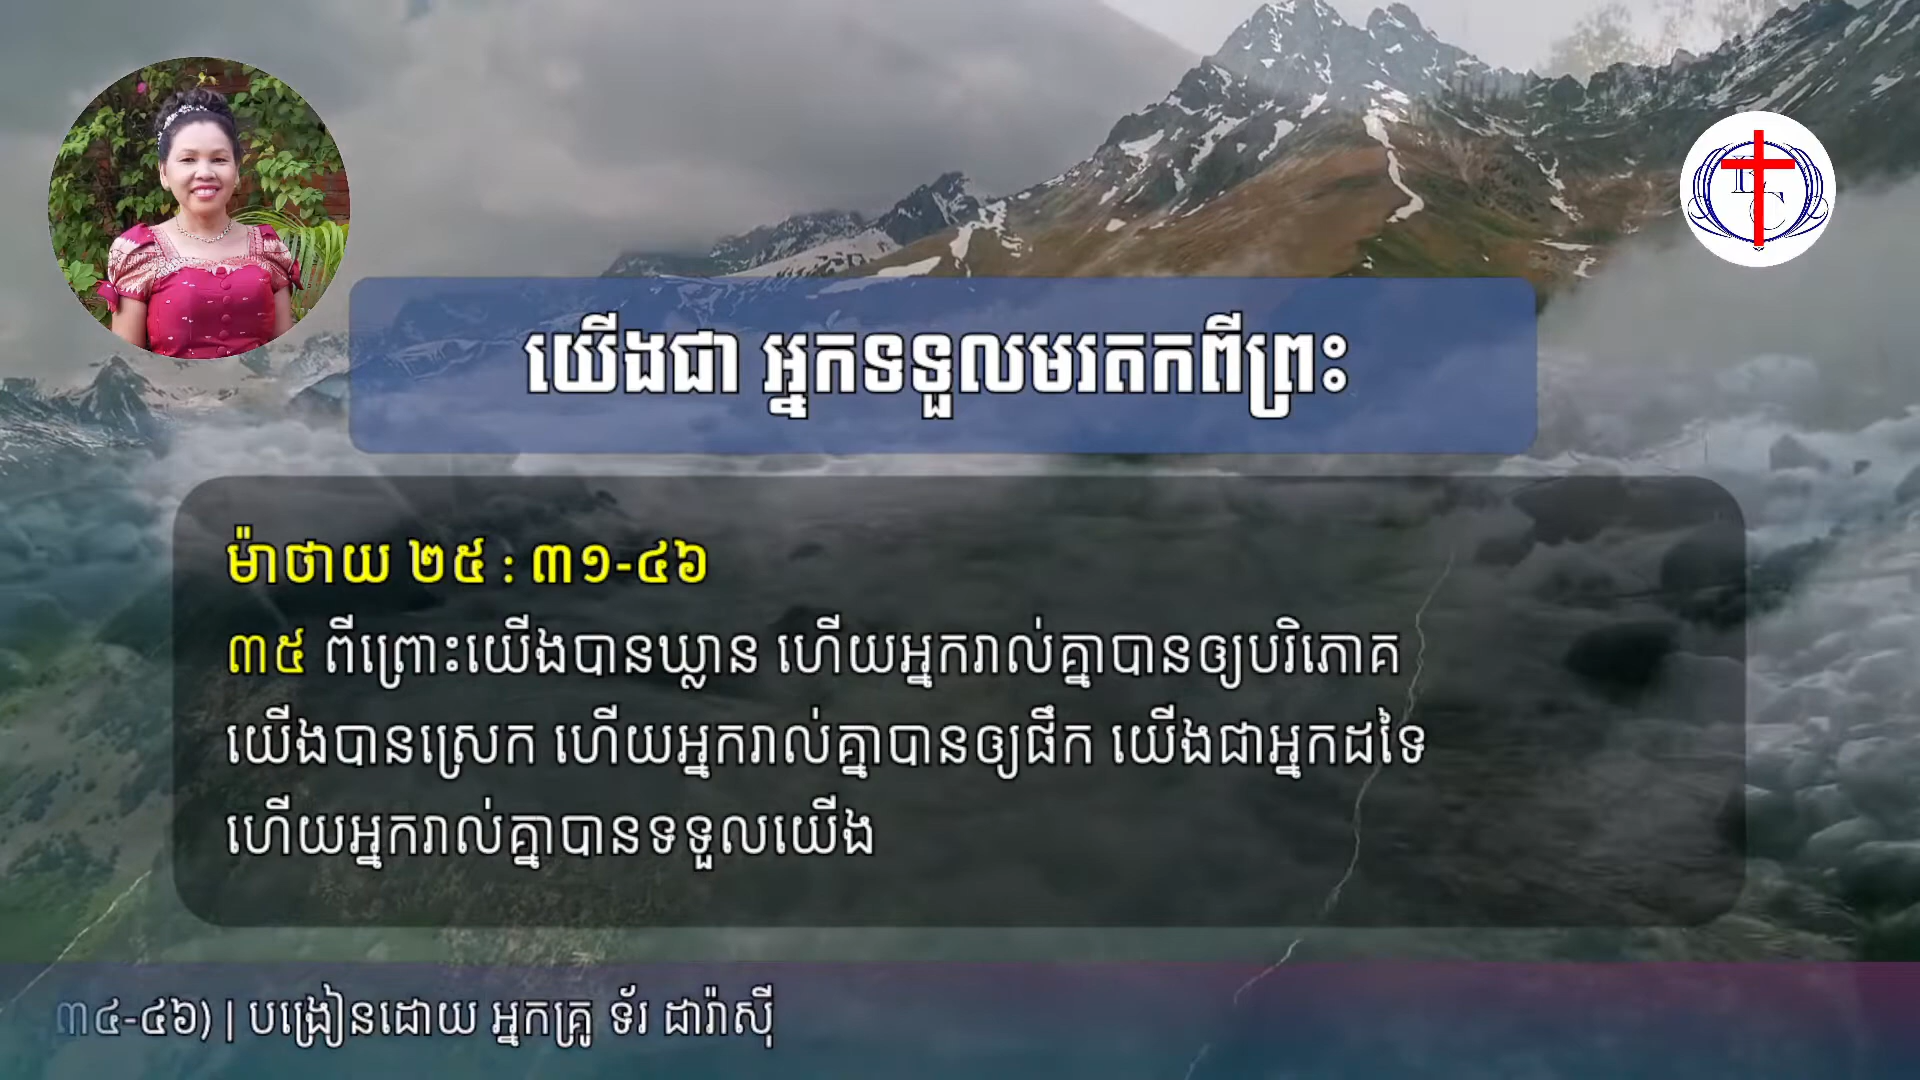 យើងជា អ្នកទទួលមរតកពីព្រះ
ម៉ាថាយ ២៥ : ៣១-៤៦
៣៥ ពីព្រោះយើងបានឃ្លាន ហើយអ្នករាល់គ្នាបានឲ្យបរិភោគ
យើងបានស្រេក ហើយអ្នករាល់គ្នាបានឲ្យផឹក យើងជាអ្នកដទៃ
ហើយអ្នករាល់គ្នាបានទទួលយើង
៣៤-៤៦) | បង្រៀនដោយ អ្នកគ្រូ ទ័រ ដារ៉ាស៊ី